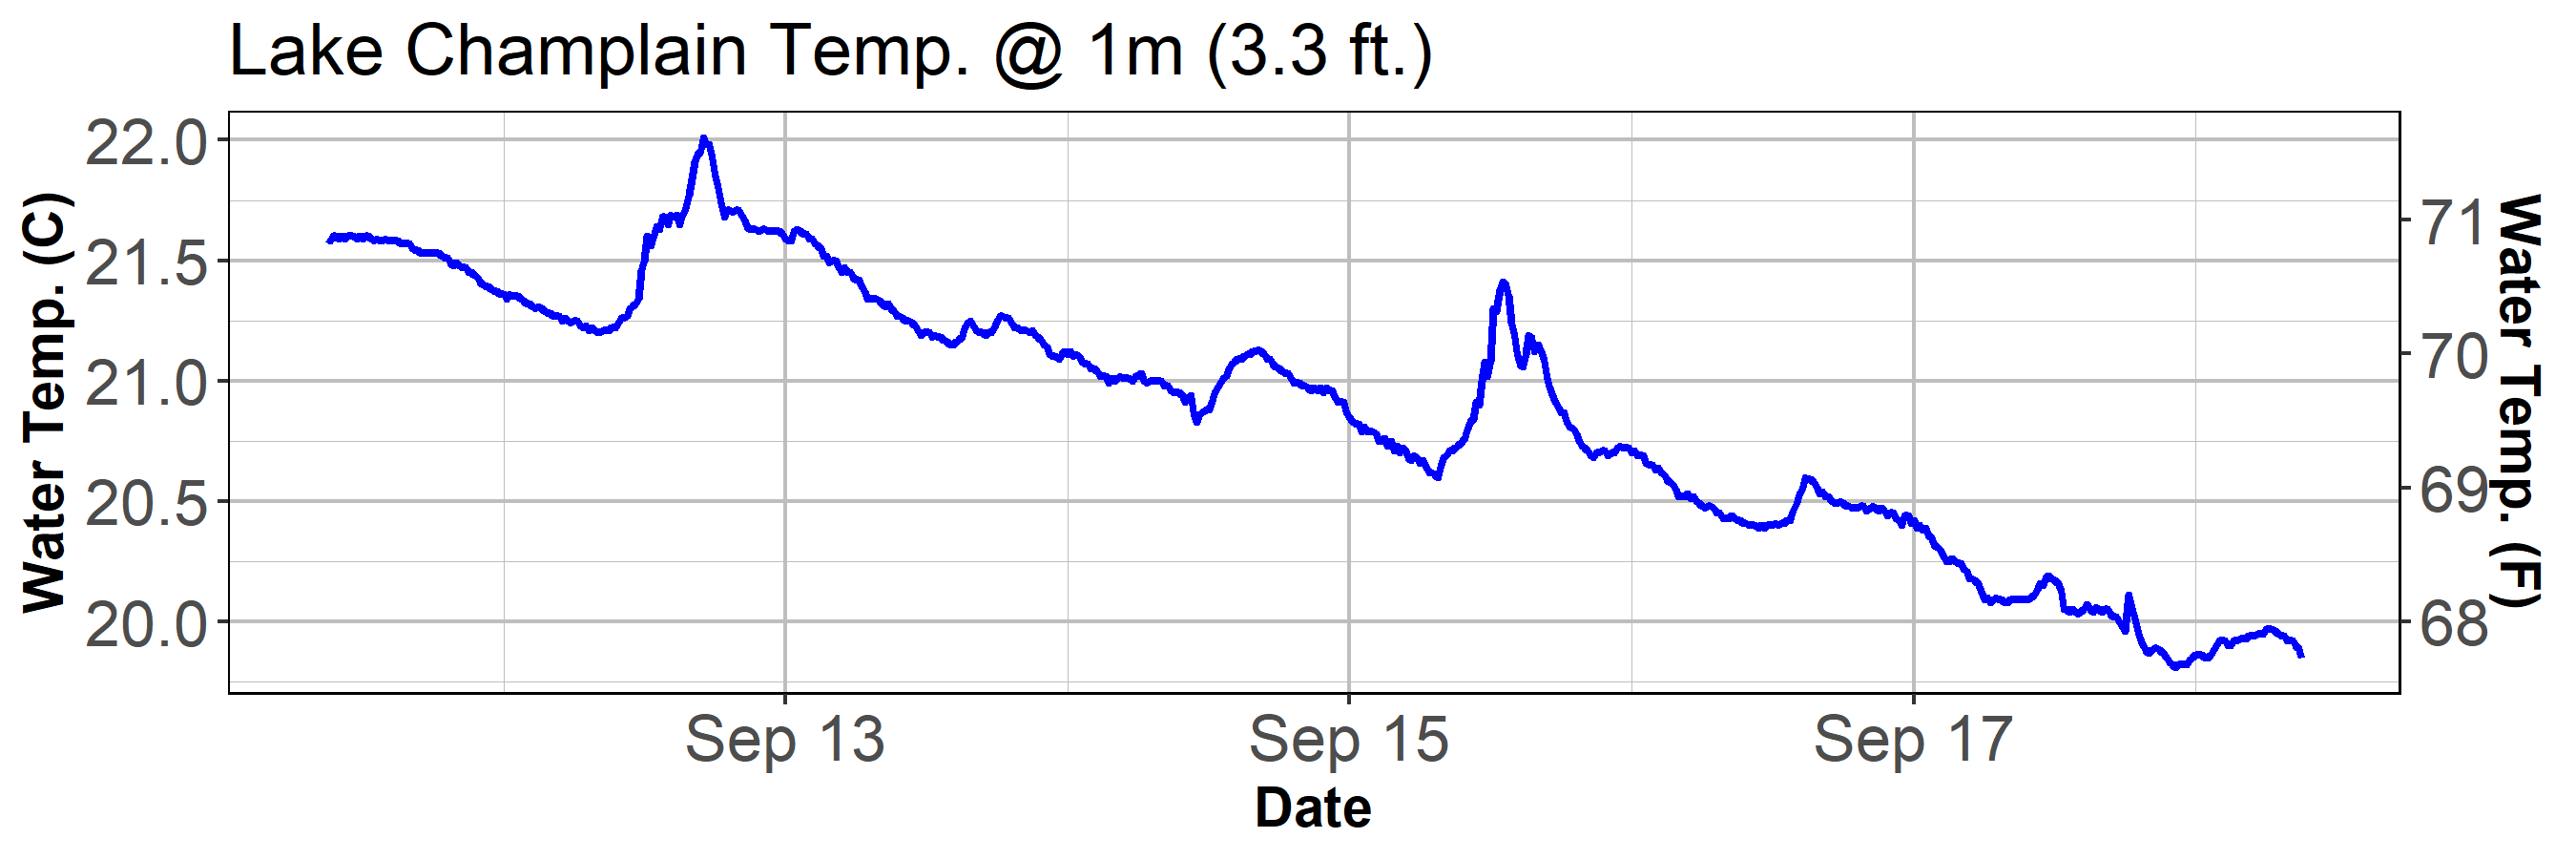 Lake Champlain Temp. @ 1m (3.3 ft.)
Water Temp. (C)
22.0
21.5
21.0
20.5
20.0
71
70
69
68
Water Temp. (F)
Sep 13 Sep 15 Sep 17
Date